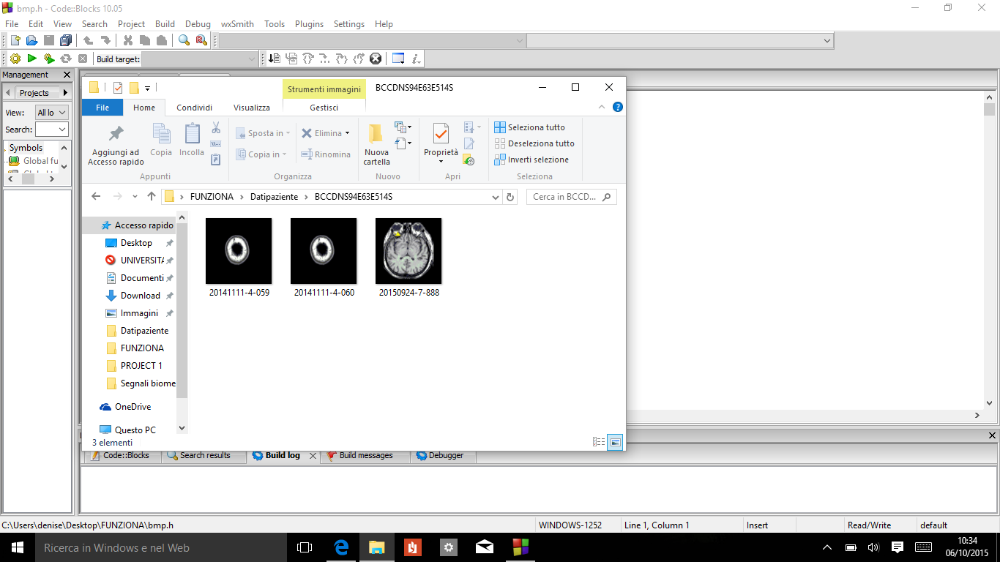 bmp.h - Code::Blocks 10.05
File Edit View Search Project Build Debug wxSmith Tools Plugins Settings Help
Build target:
Management
Projects
View: All lo
Search:
Symbols
Global fu
Strumenti immagini BCCDNS94E63E514S
File Home Condividi Visualizza Gestisci
Aggiungi ad Accesso rapido
Copia
Incolla
Appunti
Sposta in
Copia in
Elimina
Rinomina
Organizza
Nuova cartella
Nuovo
Proprietà
Apri
Seleziona tutto
Deseleziona tutto
Inverti selezione
Seleziona
FUNZIONA Datipaziente BCCDNS94E63E514S
Cerca in BCCD...
Accesso rapido
Desktop
UNIVERSITA
Documenti
Download
Immagini
Datipaziente
FUNZIONA
PROJECT 1
Segnali biome
OneDrive
Questo PC
20141111-4-059 20141111-4-060 20150924-7-888
3 elementi
Code::Blocks Search results Build log Build messages Debugger
C:\Users\denise\Desktop\FUNZIONA\bmp.h WINDOWS-1252 Line 1, Column 1 Insert Read/Write default
Ricerca in Windows e nel Web
10:34
06/10/2015